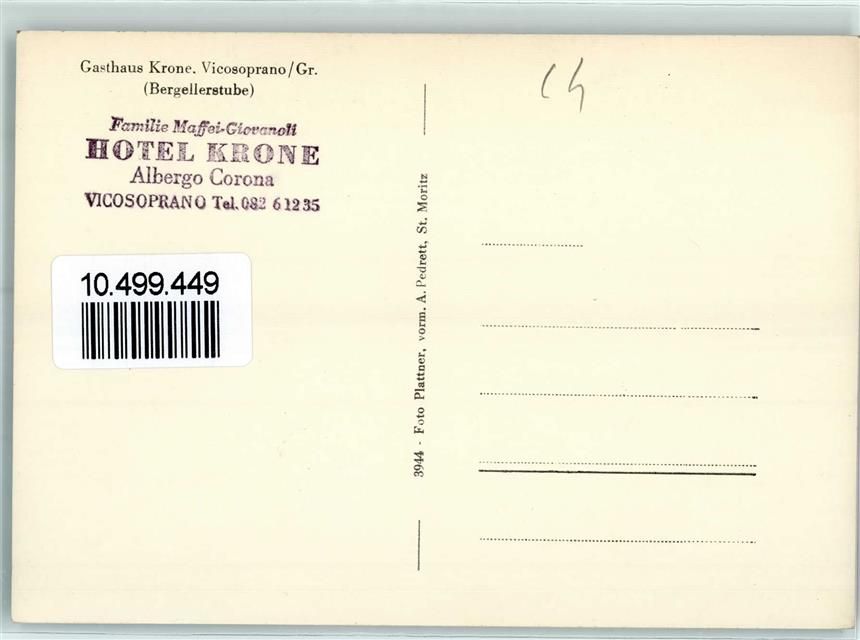 Gasthaus Krone. Vicosoprano/Gr.
(Bergellerstube)
Familie Maffei-Giovanoli
HOTEL KRONE
Albergo Corona
VICOSOPRANO Tel. 082 6 12 35
10.499.449
3944 - Foto Plattner, vorm. A. Pedrett, St. Moritz